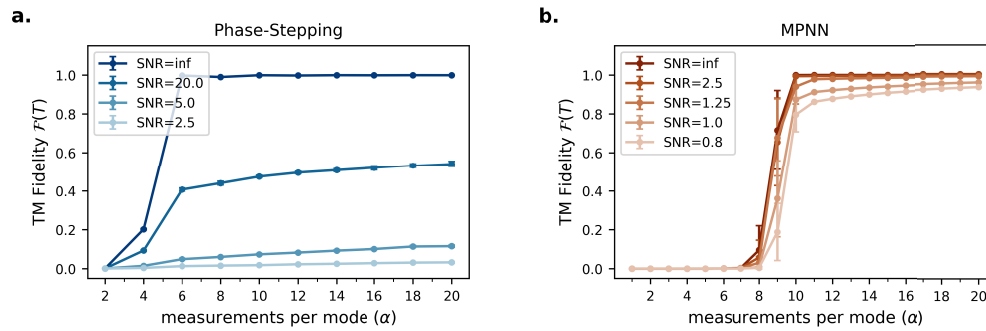 a.
Phase-Stepping
TM Fidelity 𝓕(T)
1.0
0.8
0.6
0.4
0.2
0.0
SNR=inf
SNR=20.0
SNR=5.0
SNR=2.5
2 4 6 8 10 12 14 16 18 20
measurements per mode (α)
b.
MPNN
TM Fidelity 𝓕(T)
1.0
0.8
0.6
0.4
0.2
0.0
SNR=inf
SNR=2.5
SNR=1.25
SNR=1.0
SNR=0.8
2 4 6 8 10 12 14 16 18 20
measurements per mode (α)